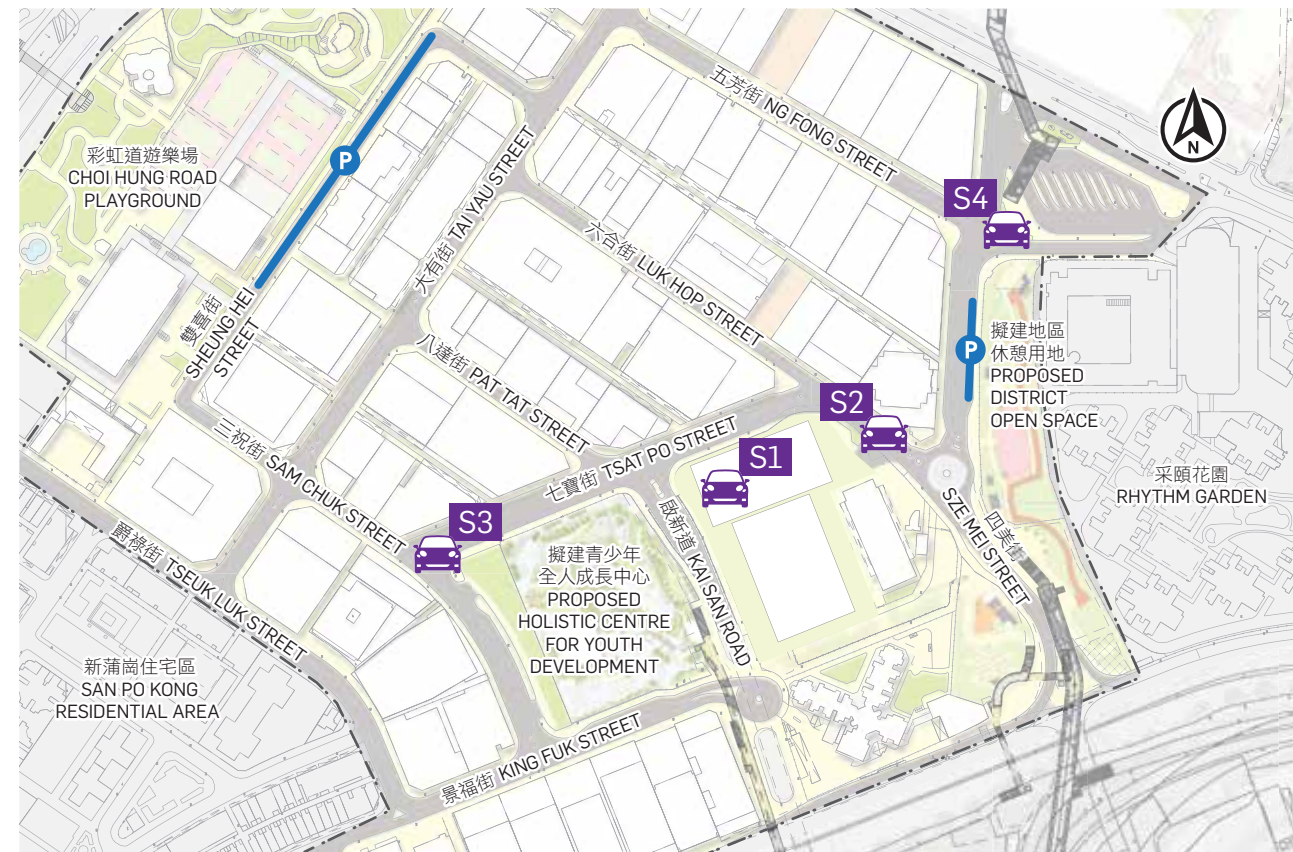 五芳街 NG FONG STREET
N
彩虹道遊樂場
CHOI HUNG ROAD
PLAYGROUND
P
大有街 TAI YAU STREET
S4
六合街 LUK HOP STREET
雙喜街
SHEUNG HEI
STREET
擬建地區
休憩用地
PROPOSED
DISTRICT
OPEN SPACE
P
八達街 PAT TAT STREET
S2
三祝街 SAM CHUK STREET
七寶街 TSAT PO STREET
S1
采頤花園
RHYTHM GARDEN
S3
四美街
SZE MEI STREET
啟新道 KAI SAN ROAD
擬建青少年
全人成長中心
PROPOSED
HOLISTIC CENTRE
FOR YOUTH
DEVELOPMENT
爵祿街 TSEUK LUK STREET
新蒲崗住宅區
SAN PO KONG
RESIDENTIAL AREA
景福街 KING FUK STREET